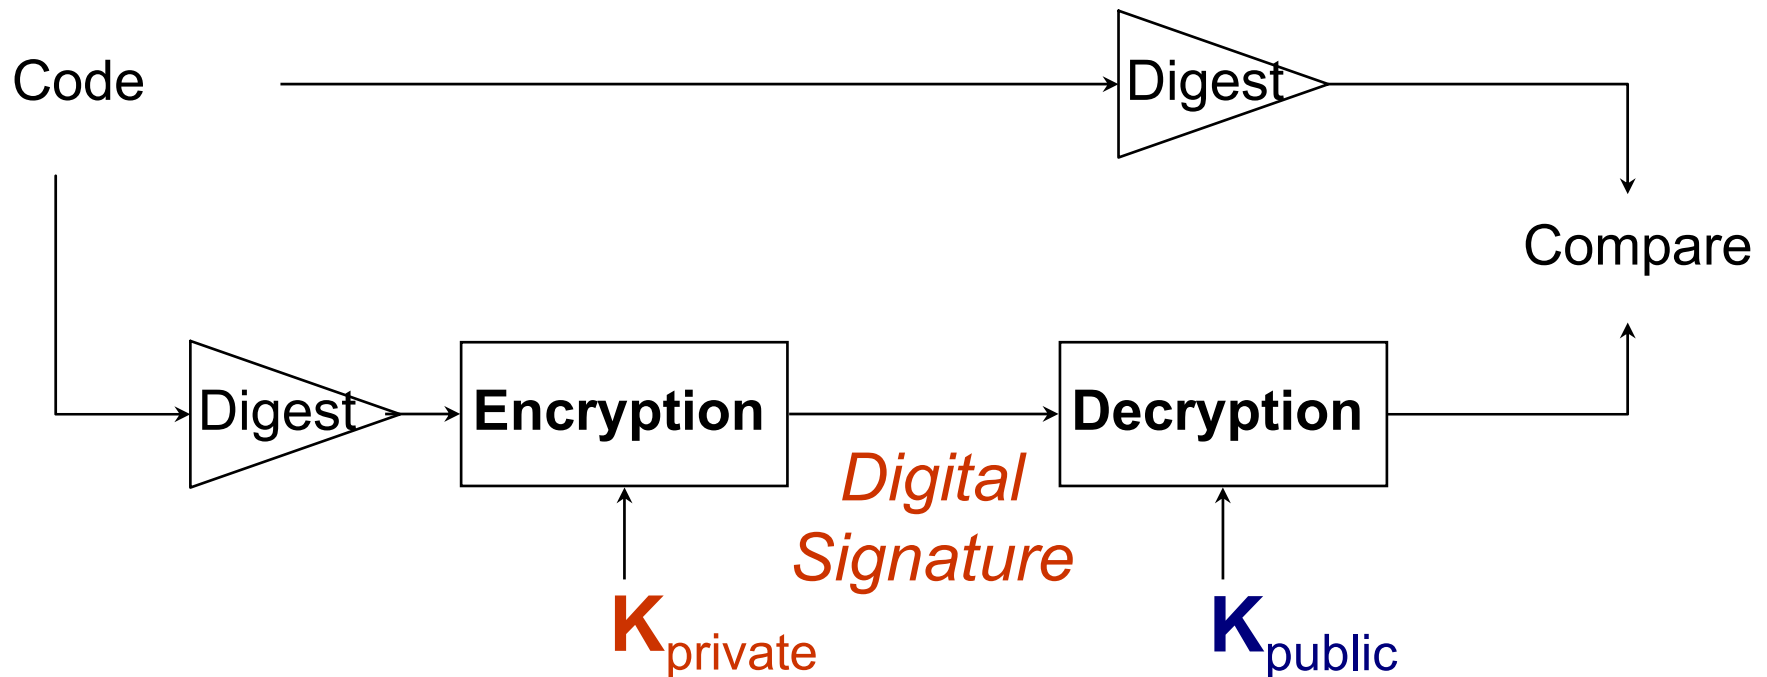 Code
Digest
Compare
Digest
Encryption
Decryption
Digital
Signature
Kprivate
Kpublic